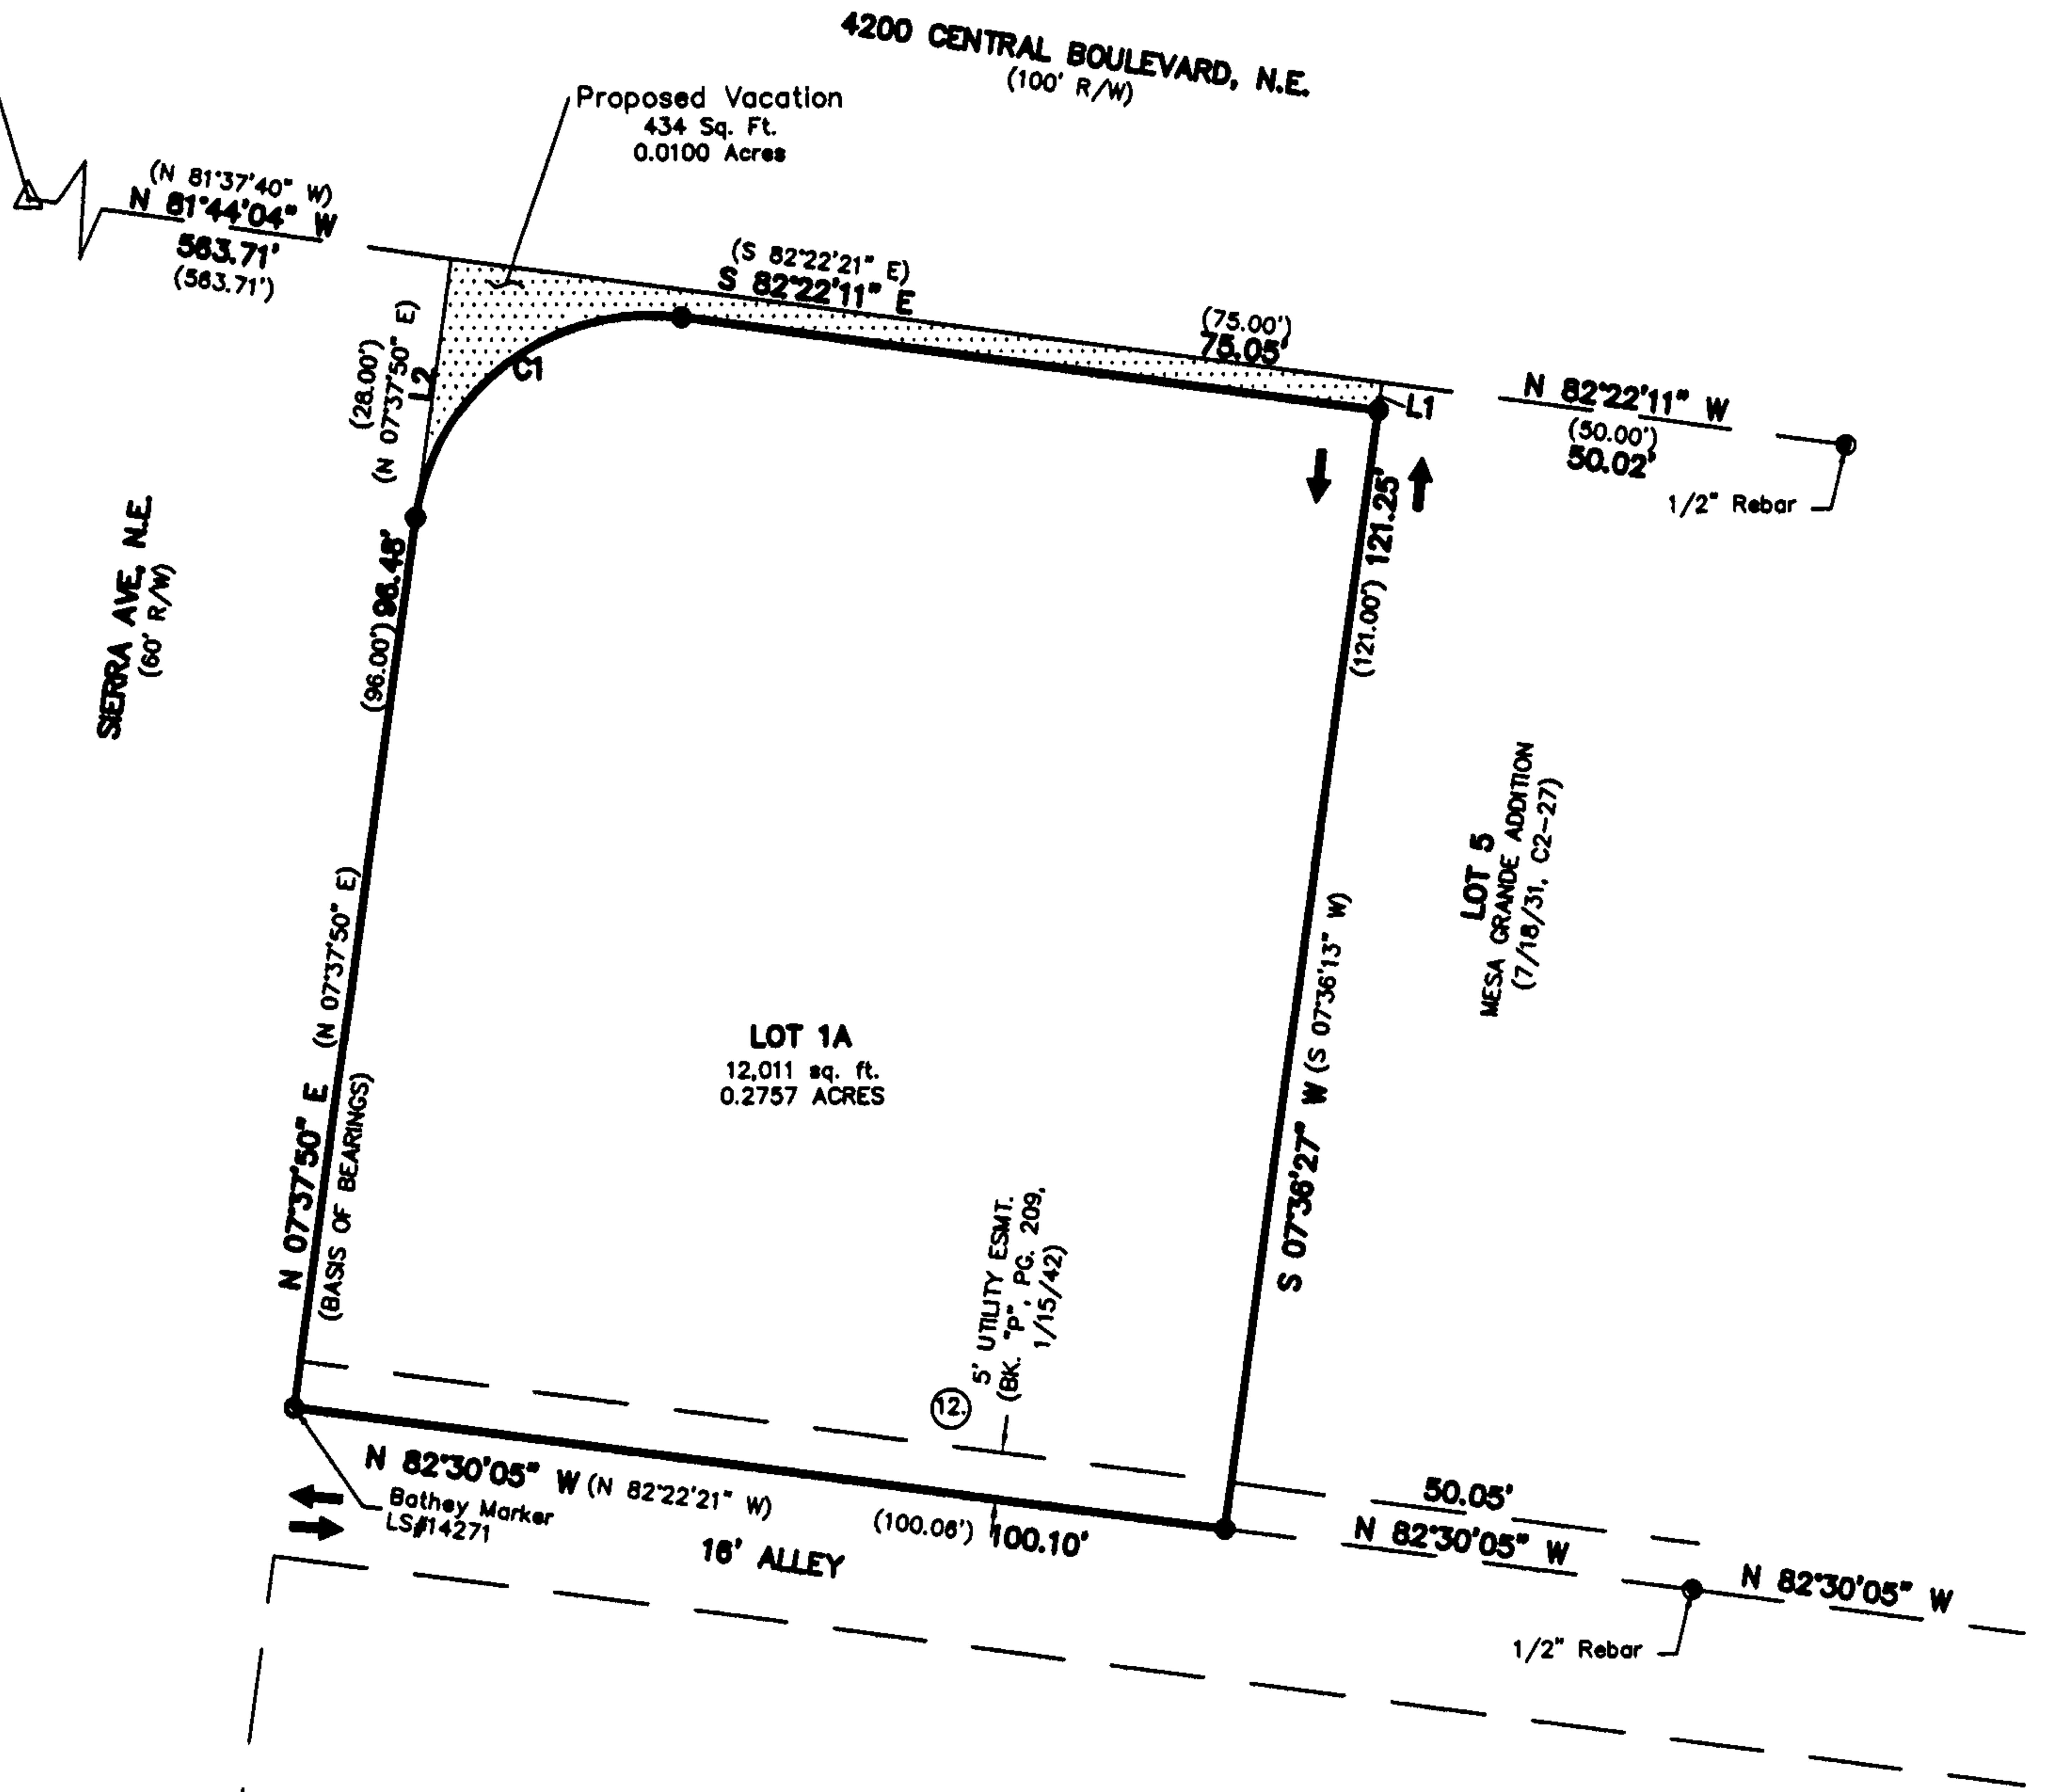 4200 CENTRAL BOULEVARD, N.E.
(100' R/W)
Proposed Vacation
434 Sq. Ft.
0.0100 Acres
(N 81°37'40" W)
N 81°44'04" W
563.71'
(563.71')
(S 82°22'21" E)
S 82°22'11" E
(75.00')
75.05'
L1
N 82°22'11" W
(50.00')
50.02'
1/2" Rebar
(28.00')
(N 07°37'50" E)
L2
C1
SIERRA AVE, N.E.
(60' R/W)
(96.00') 96.48'
(121.00') 121.25'
LOT 5
MESA GRANDE ADDITION
(7/18/31, C2-27)
N 07°37'50" E (N 07°37'50" E)
(BASIS OF BEARINGS)
S 07°36'27" W (S 07°36'13" W)
LOT 1A
12,011 sq. ft.
0.2757 ACRES
12.
5' UTILITY ESMT.
(BK. "P", PG. 209,
1/15/42)
N 82°30'05" W (N 82°22'21" W)
(100.06') 100.10'
Bathey Marker
LS#14271
16' ALLEY
50.05'
N 82°30'05" W
N 82°30'05" W
1/2" Rebar